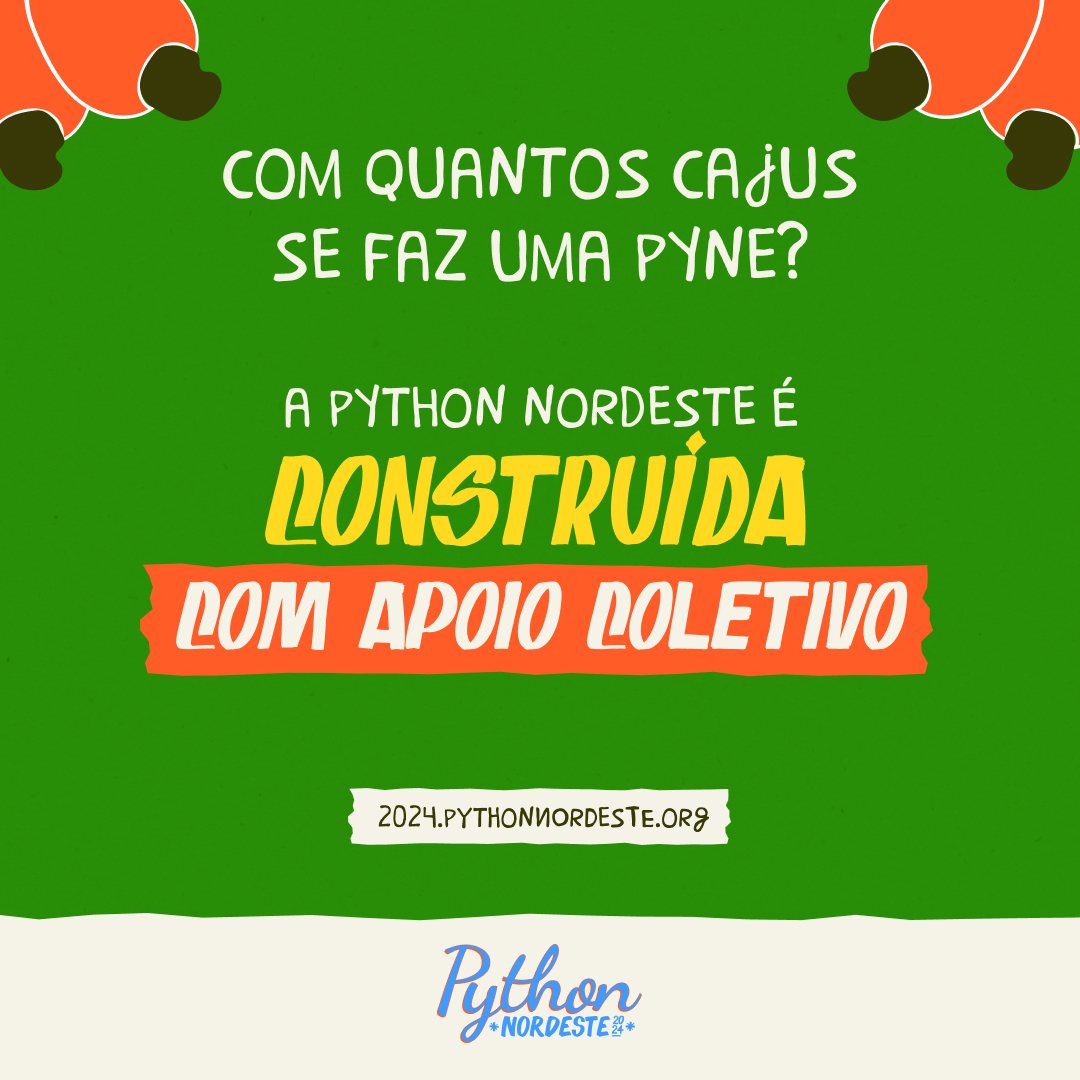 COM QUANTOS CAjUS
SE FAZ UMA PYNE?
A PYTHON NORDESTE É
CONSTRUÍDA
COM APOIO COLETIVO
2024.PYTHONNORDESTE.ORg
Python
*NORDESTE 2024*